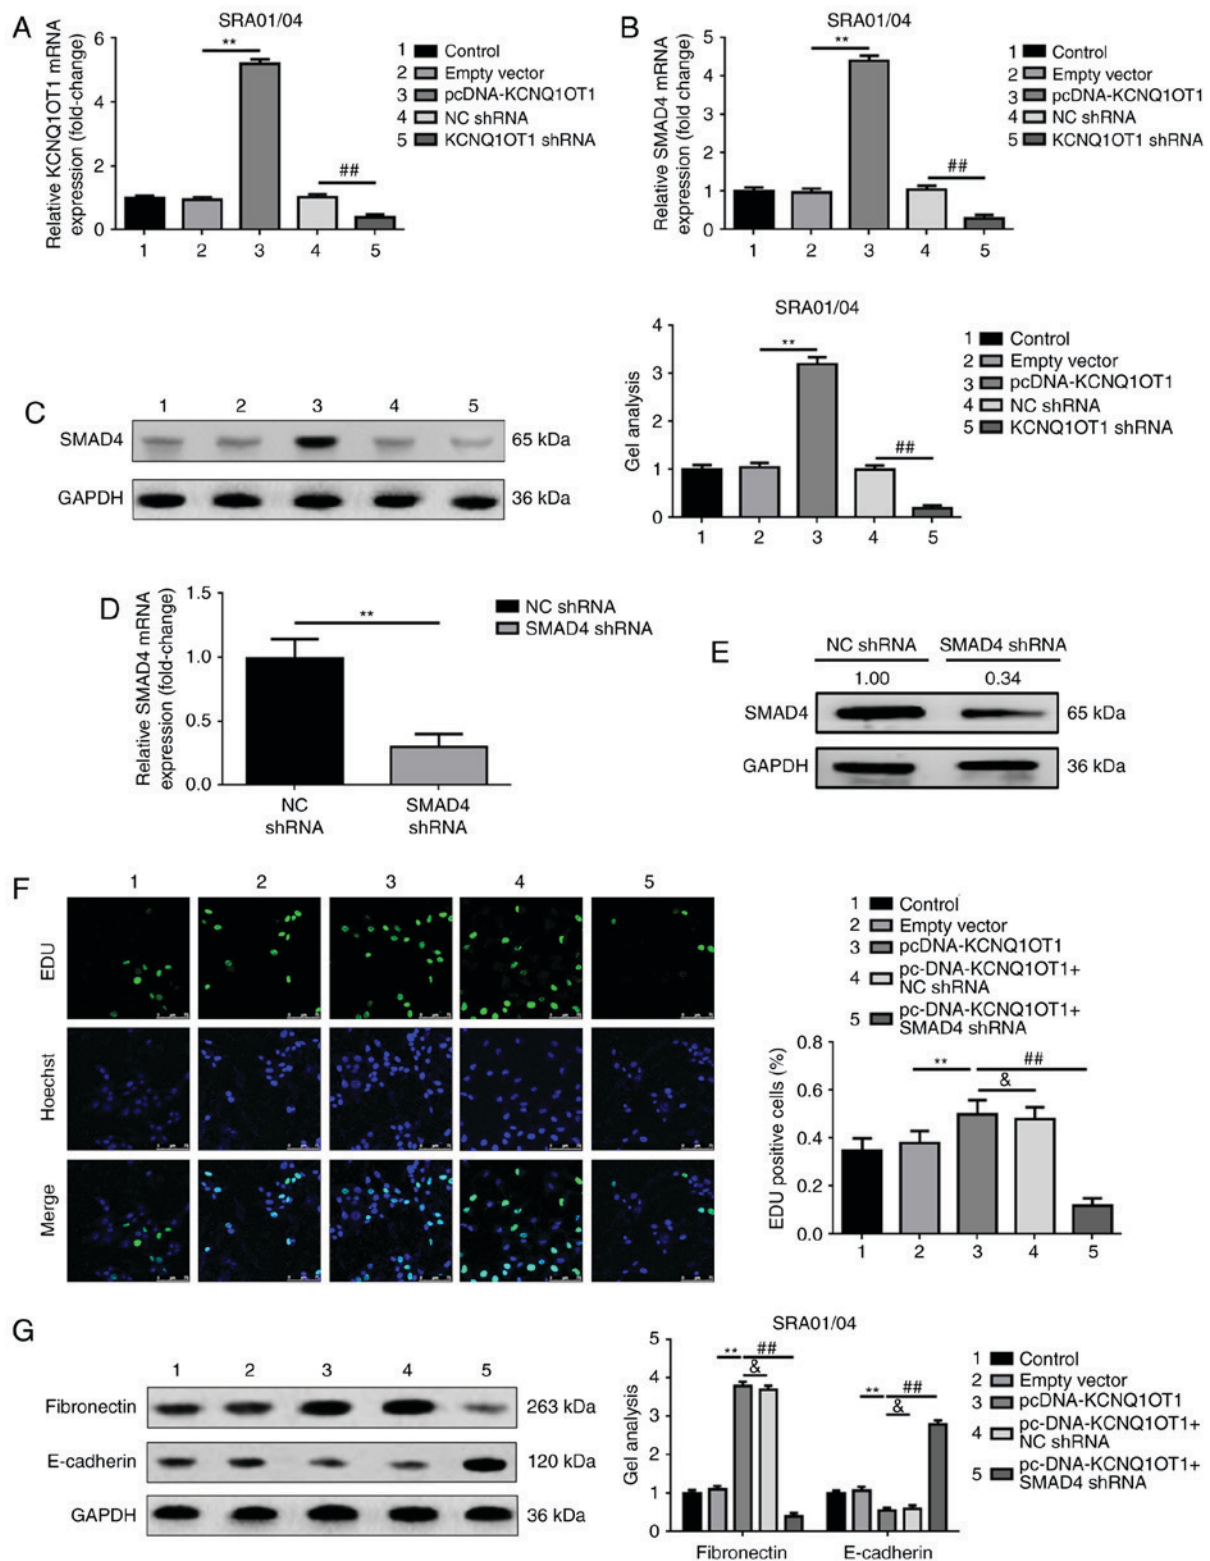 A
SRA01/04
Relative KCNQ1OT1 mRNA
expression (fold-change)
6
4
2
0
**
##
1 2 3 4 5
1 Control
2 Empty vector
3 pcDNA-KCNQ1OT1
4 NC shRNA
5 KCNQ1OT1 shRNA
B
SRA01/04
Relative SMAD4 mRNA
expression (fold change)
5
4
3
2
1
0
**
##
1 2 3 4 5
1 Control
2 Empty vector
3 pcDNA-KCNQ1OT1
4 NC shRNA
5 KCNQ1OT1 shRNA
C
1 2 3 4 5
SMAD4 65 kDa
GAPDH 36 kDa
SRA01/04
Gel analysis
4
3
2
1
0
**
##
1 2 3 4 5
1 Control
2 Empty vector
3 pcDNA-KCNQ1OT1
4 NC shRNA
5 KCNQ1OT1 shRNA
D
Relative SMAD4 mRNA
expression (fold-change)
1.5
1.0
0.5
0.0
**
NC
shRNA
SMAD4
shRNA
NC shRNA
SMAD4 shRNA
E
NC shRNA SMAD4 shRNA
1.00 0.34
SMAD4 65 kDa
GAPDH 36 kDa
F
1 2 3 4 5
EDU
Hoechst
Merge
1 Control
2 Empty vector
3 pcDNA-KCNQ1OT1
4 pc-DNA-KCNQ1OT1+
NC shRNA
5 pc-DNA-KCNQ1OT1+
SMAD4 shRNA
EDU positive cells (%)
0.8
0.6
0.4
0.2
0.0
** ##
&
1 2 3 4 5
G
1 2 3 4 5
Fibronectin 263 kDa
E-cadherin 120 kDa
GAPDH 36 kDa
SRA01/04
Gel analysis
5
4
3
2
1
0
** ##
&
** ##
&
Fibronectin E-cadherin
1 Control
2 Empty vector
3 pcDNA-KCNQ1OT1
4 pc-DNA-KCNQ1OT1+
NC shRNA
5 pc-DNA-KCNQ1OT1+
SMAD4 shRNA